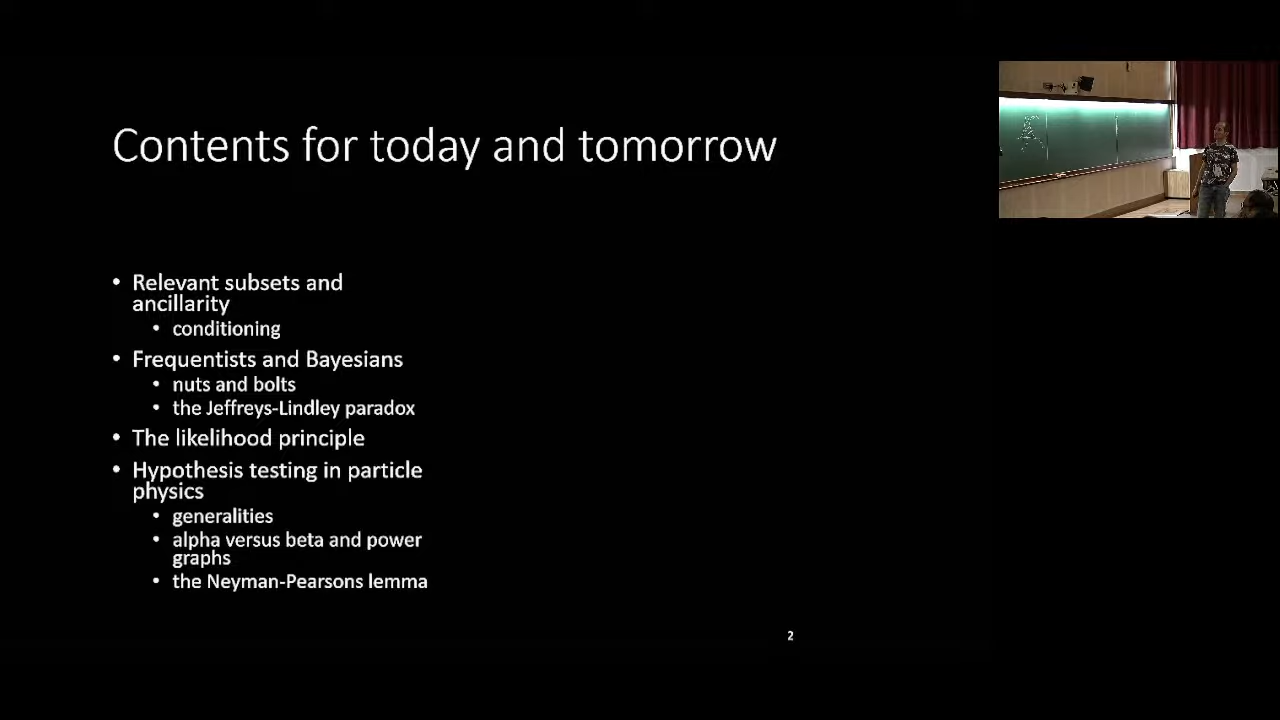 Contents for today and tomorrow
• Relevant subsets and
ancillarity
• conditioning
• Frequentists and Bayesians
• nuts and bolts
• the Jeffreys-Lindley paradox
• The likelihood principle
• Hypothesis testing in particle
physics
• generalities
• alpha versus beta and power
graphs
• the Neyman-Pearsons lemma
2